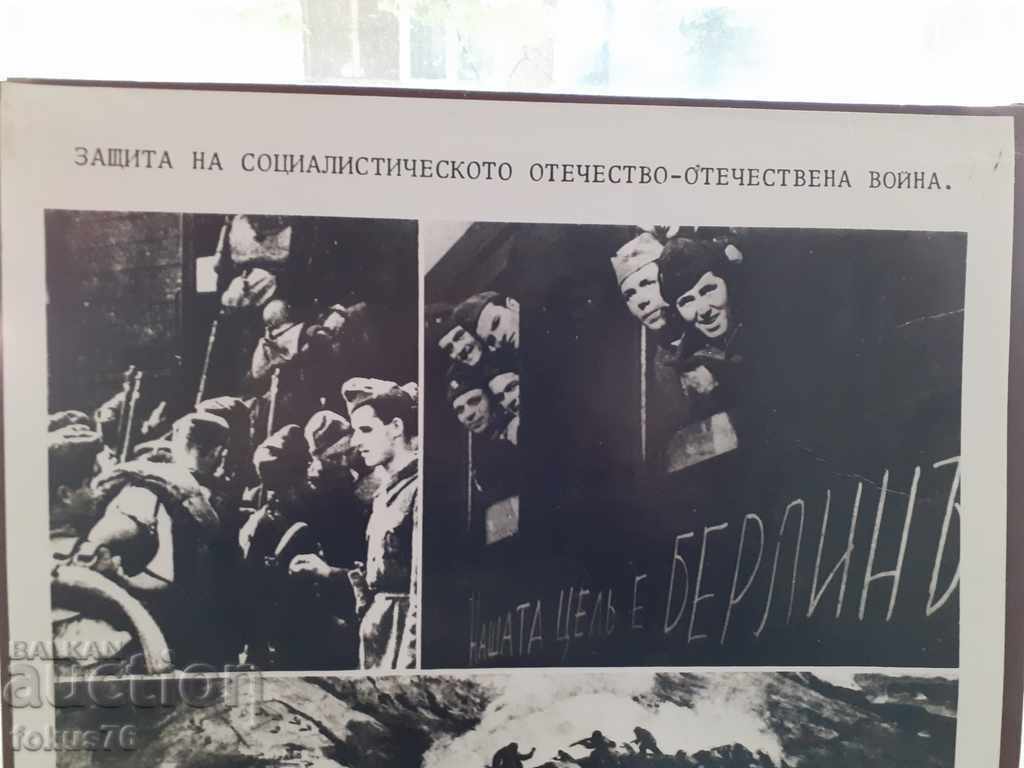 ЗАЩИТА НА СОЦИАЛИСТИЧЕСКОТО ОТЕЧЕСТВО-ОТЕЧЕСТВЕНА ВОЙНА.
НАШАТА ЦЕЛЬ Е БЕРЛИНЪ
BALKAN
auction
fokus76